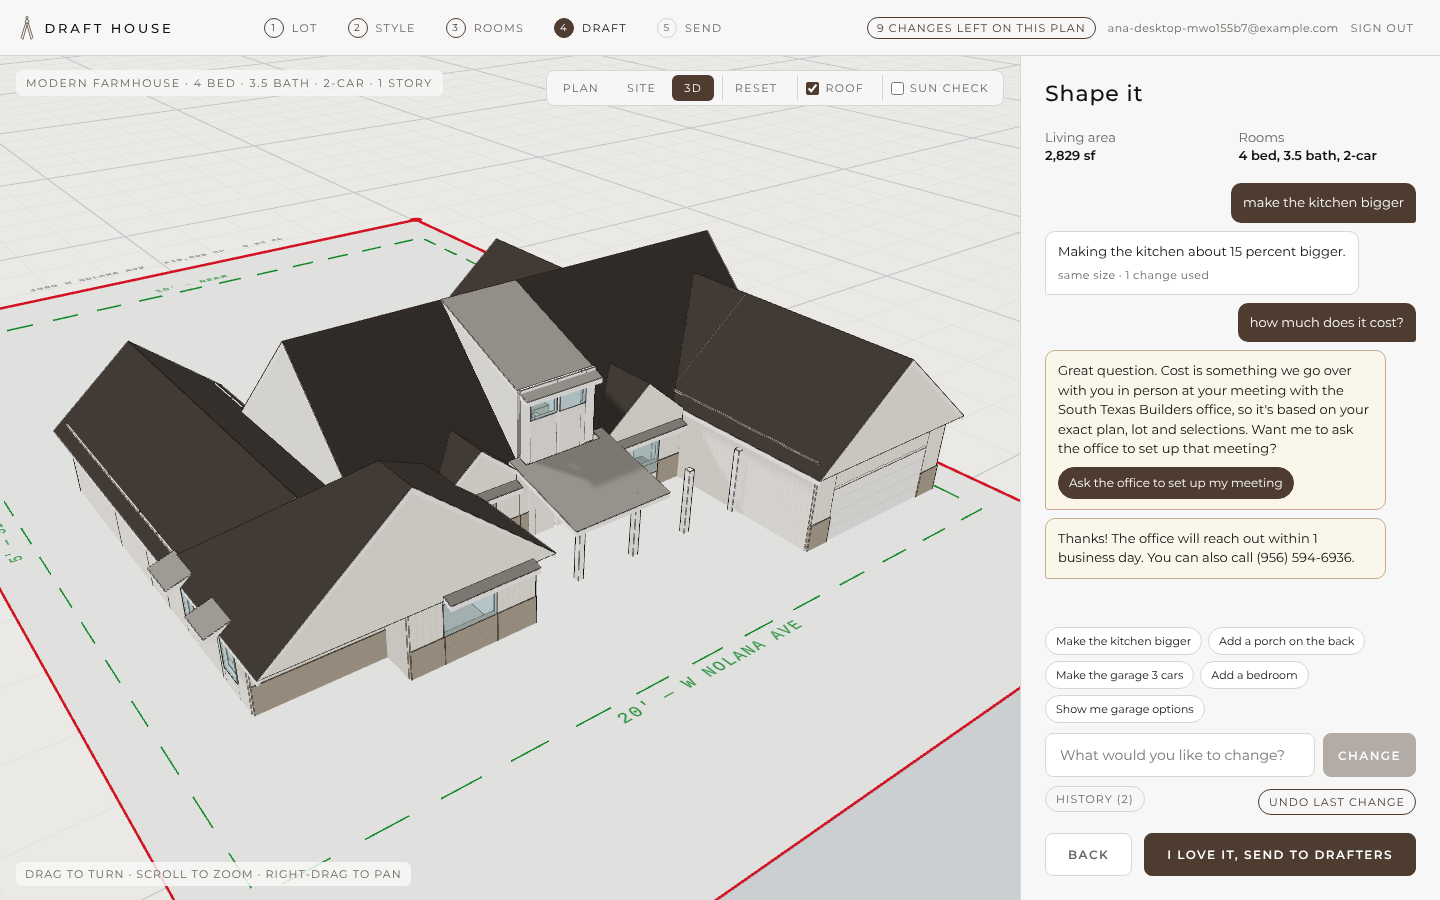 DRAFT HOUSE
1 LOT
2 STYLE
3 ROOMS
4 DRAFT
5 SEND
9 CHANGES LEFT ON THIS PLAN
ana-desktop-mwo155b7@example.com
SIGN OUT
MODERN FARMHOUSE · 4 BED · 3.5 BATH · 2-CAR · 1 STORY
PLAN
SITE
3D
RESET
ROOF
SUN CHECK
20' — W NOLANA AVE
DRAG TO TURN · SCROLL TO ZOOM · RIGHT-DRAG TO PAN
Shape it
Living area
2,829 sf
Rooms
4 bed, 3.5 bath, 2-car
make the kitchen bigger
Making the kitchen about 15 percent bigger.
same size · 1 change used
how much does it cost?
Great question. Cost is something we go over
with you in person at your meeting with the
South Texas Builders office, so it's based on your
exact plan, lot and selections. Want me to ask
the office to set up that meeting?
Ask the office to set up my meeting
Thanks! The office will reach out within 1
business day. You can also call (956) 594-6936.
Make the kitchen bigger
Add a porch on the back
Make the garage 3 cars
Add a bedroom
Show me garage options
What would you like to change?
CHANGE
HISTORY (2)
UNDO LAST CHANGE
BACK
I LOVE IT, SEND TO DRAFTERS